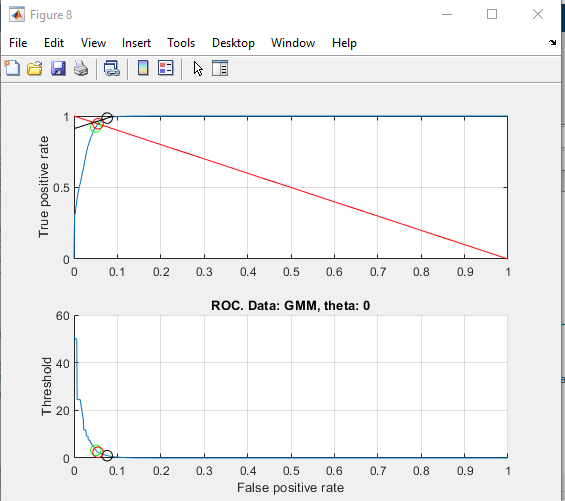 Figure 8
File Edit View Insert Tools Desktop Window Help
1
0.5
0
True positive rate
0 0.1 0.2 0.3 0.4 0.5 0.6 0.7 0.8 0.9 1
ROC. Data: GMM, theta: 0
60
40
20
0
Threshold
0 0.1 0.2 0.3 0.4 0.5 0.6 0.7 0.8 0.9 1
False positive rate